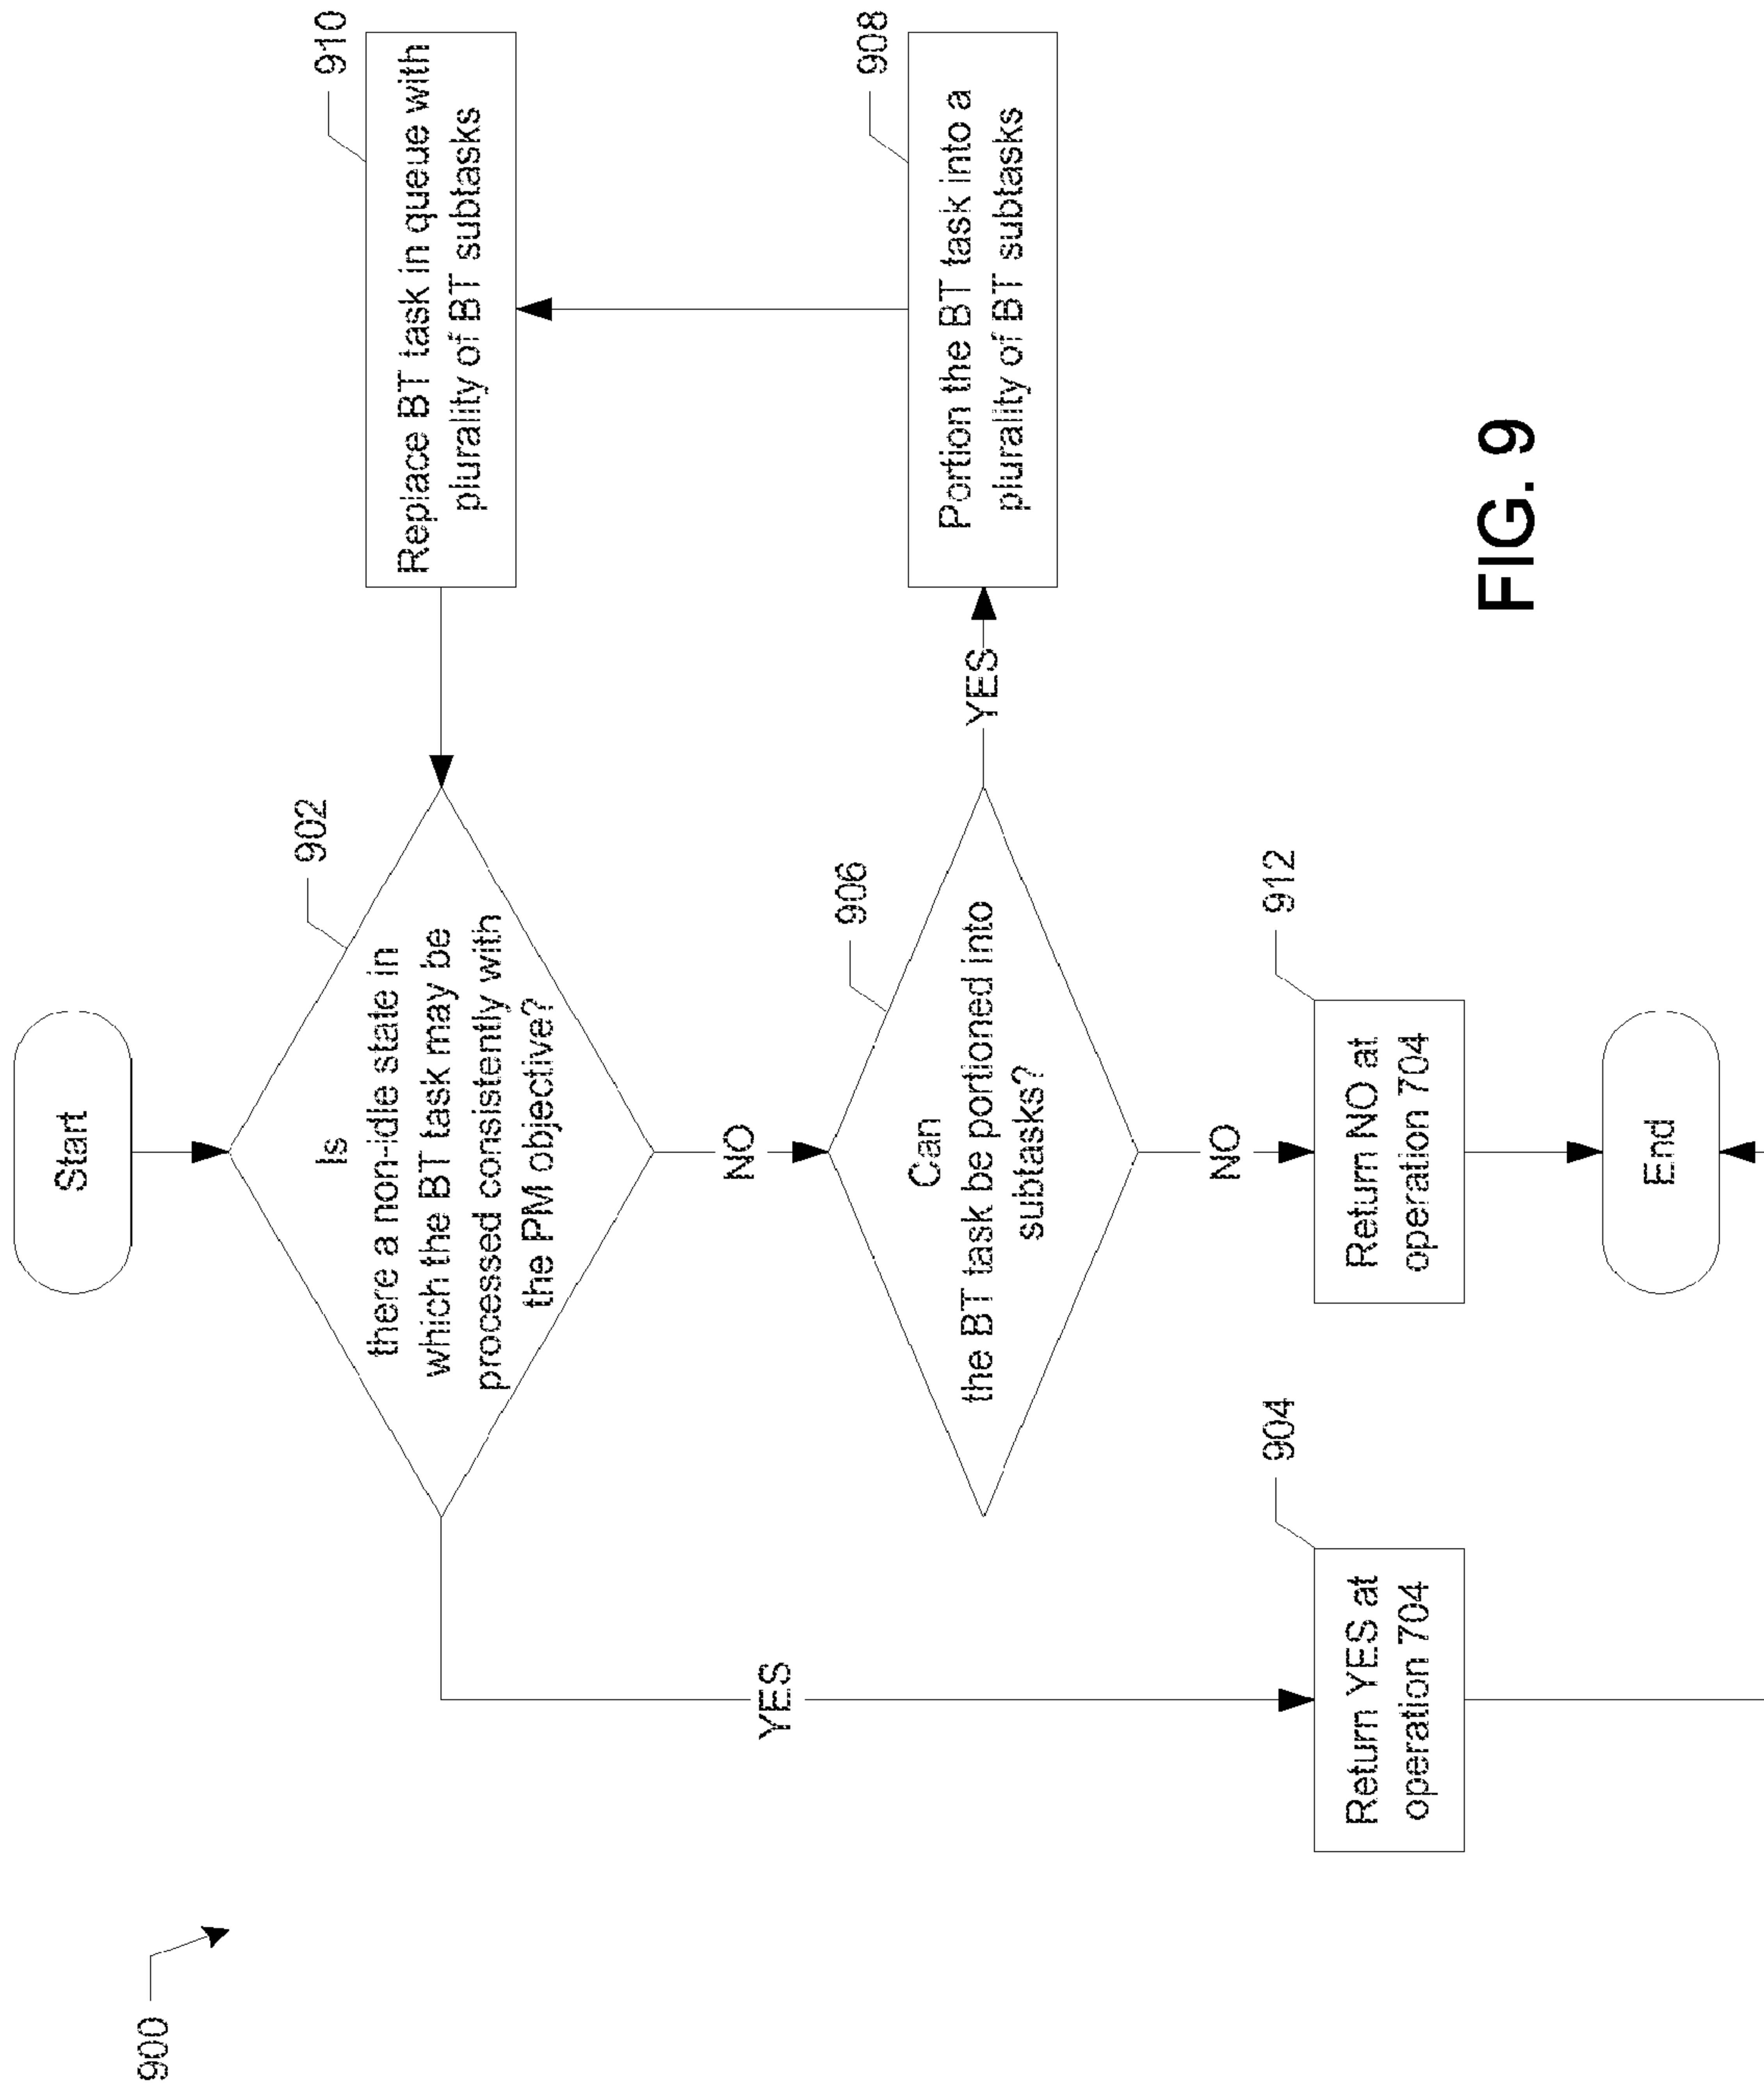 900
Start
902
Is
there a non-idle state in
which the BT task may be
processed consistently with
the PM objective?
910
Replace BT task in queue with
plurality of BT subtasks
NO
YES
906
Can
the BT task be portioned into
subtasks?
YES
908
Portion the BT task into a
plurality of BT subtasks
NO
904
Return YES at
operation 704
912
Return NO at
operation 704
End
FIG. 9